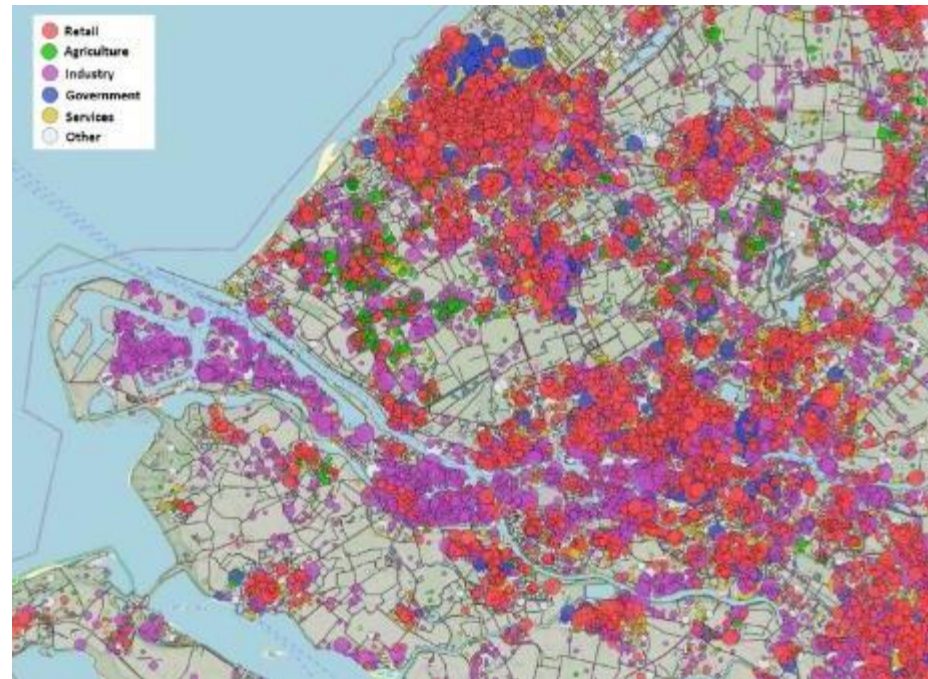 Retail
Agriculture
Industry
Government
Services
Other